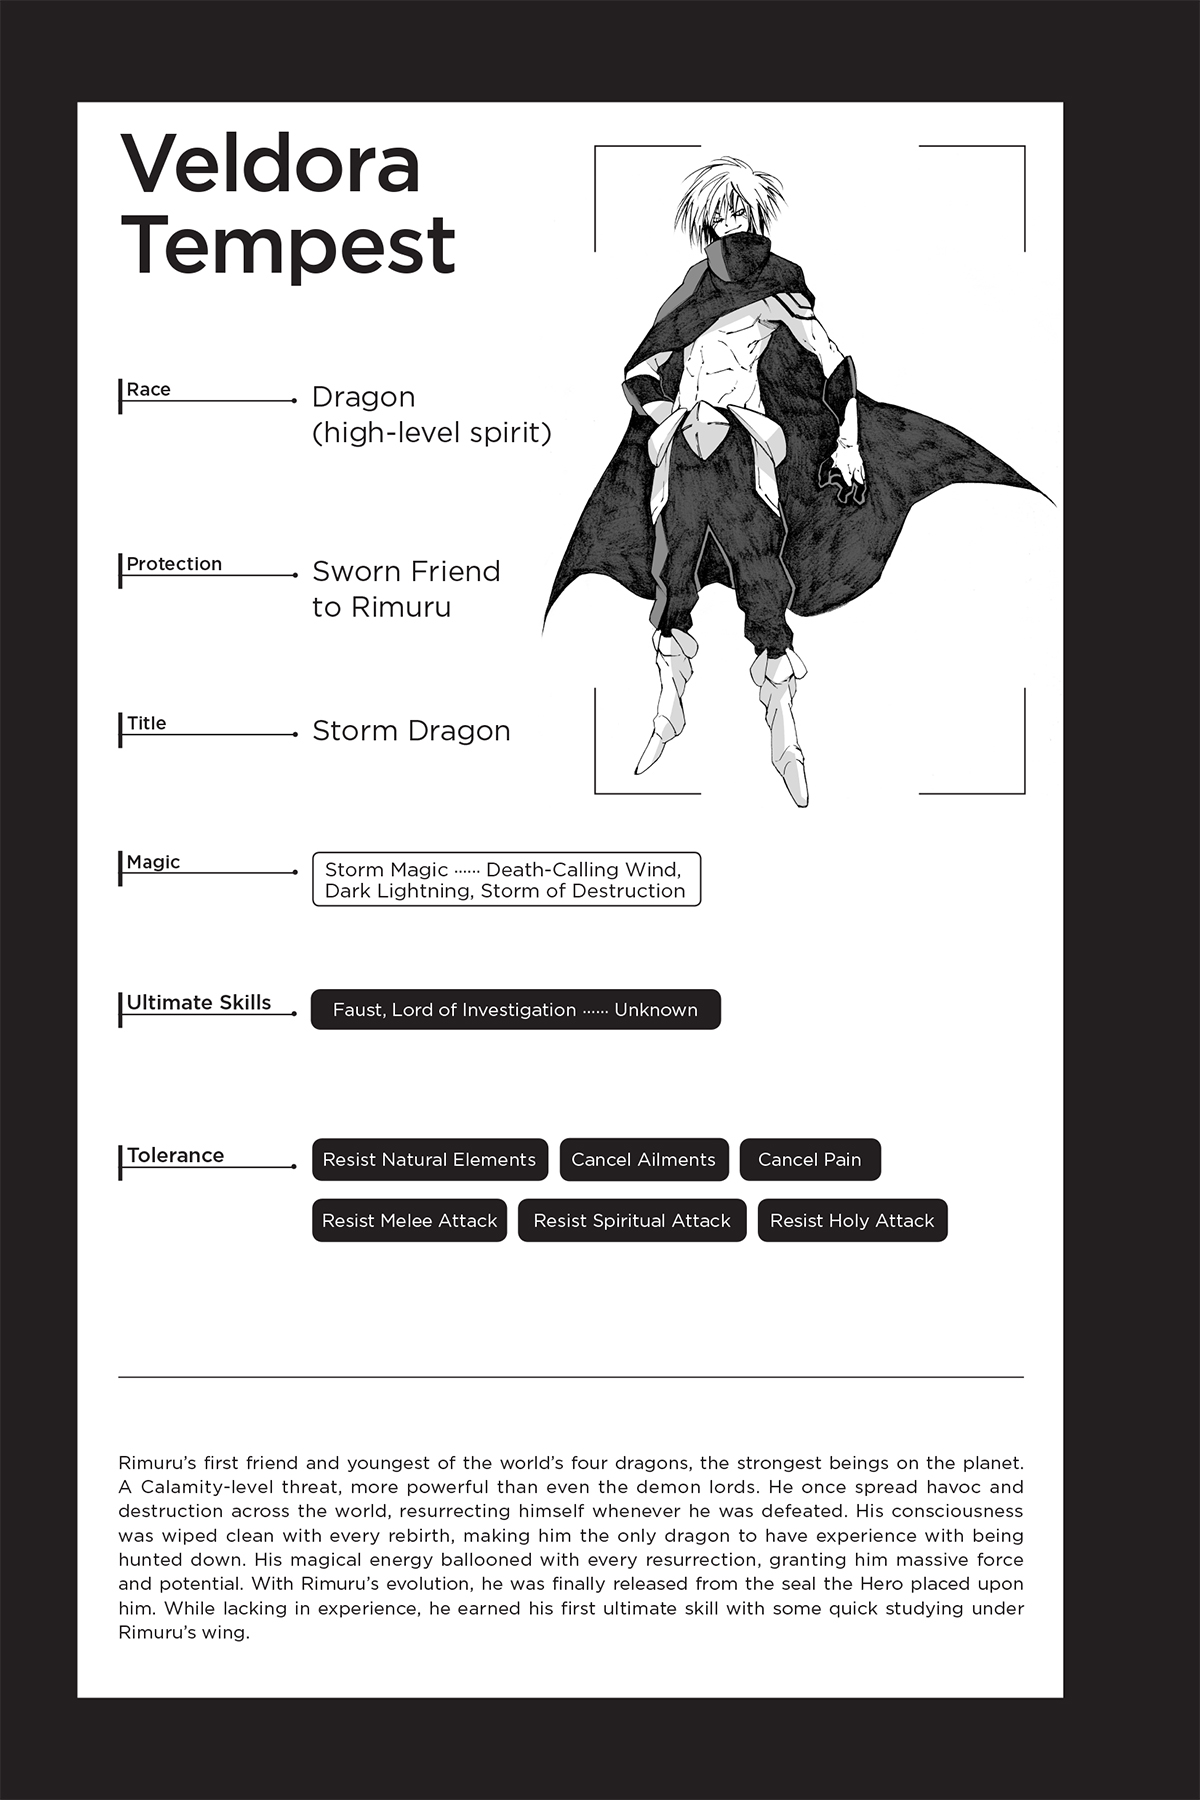 Veldora
Tempest
Race
Dragon
(high-level spirit)
Protection
Sworn Friend
to Rimuru
Title
Storm Dragon
Magic
Storm Magic ······ Death-Calling Wind,
Dark Lightning, Storm of Destruction
Ultimate Skills
Faust, Lord of Investigation ······ Unknown
Tolerance
Resist Natural Elements Cancel Ailments Cancel Pain
Resist Melee Attack Resist Spiritual Attack Resist Holy Attack
Rimuru’s first friend and youngest of the world’s four dragons, the strongest beings on the planet.
A Calamity-level threat, more powerful than even the demon lords. He once spread havoc and
destruction across the world, resurrecting himself whenever he was defeated. His consciousness
was wiped clean with every rebirth, making him the only dragon to have experience with being
hunted down. His magical energy ballooned with every resurrection, granting him massive force
and potential. With Rimuru’s evolution, he was finally released from the seal the Hero placed upon
him. While lacking in experience, he earned his first ultimate skill with some quick studying under
Rimuru’s wing.